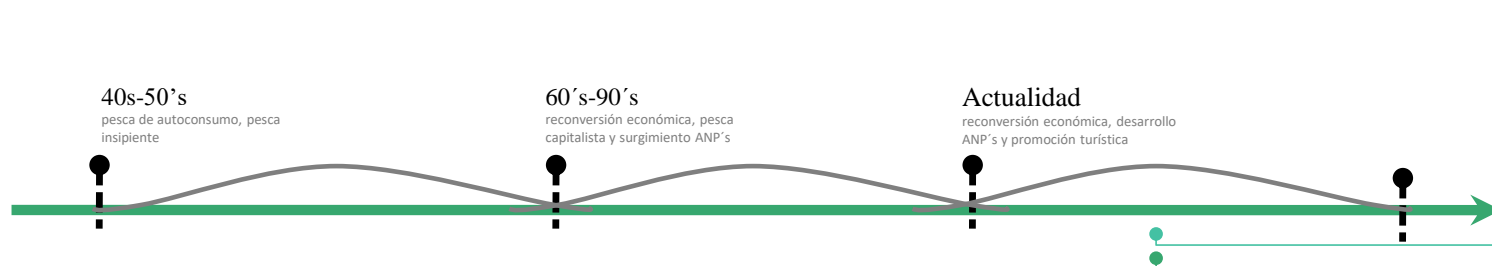 40s-50’s
pesca de autoconsumo, pesca
insipiente
60´s-90´s
reconversión económica, pesca
capitalista y surgimiento ANP´s
Actualidad
reconversión económica, desarrollo
ANP´s y promoción turística